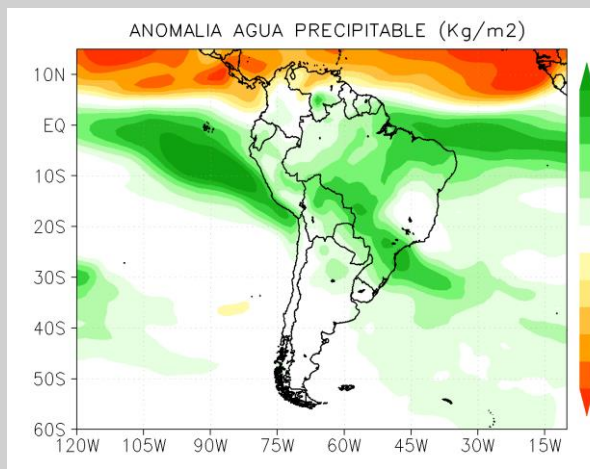 ANOMALIA AGUA PRECIPITABLE (Kg/m2)
10N
EQ
10S
20S
30S
40S
50S
60S
120W 105W 90W 75W 60W 45W 30W 15W